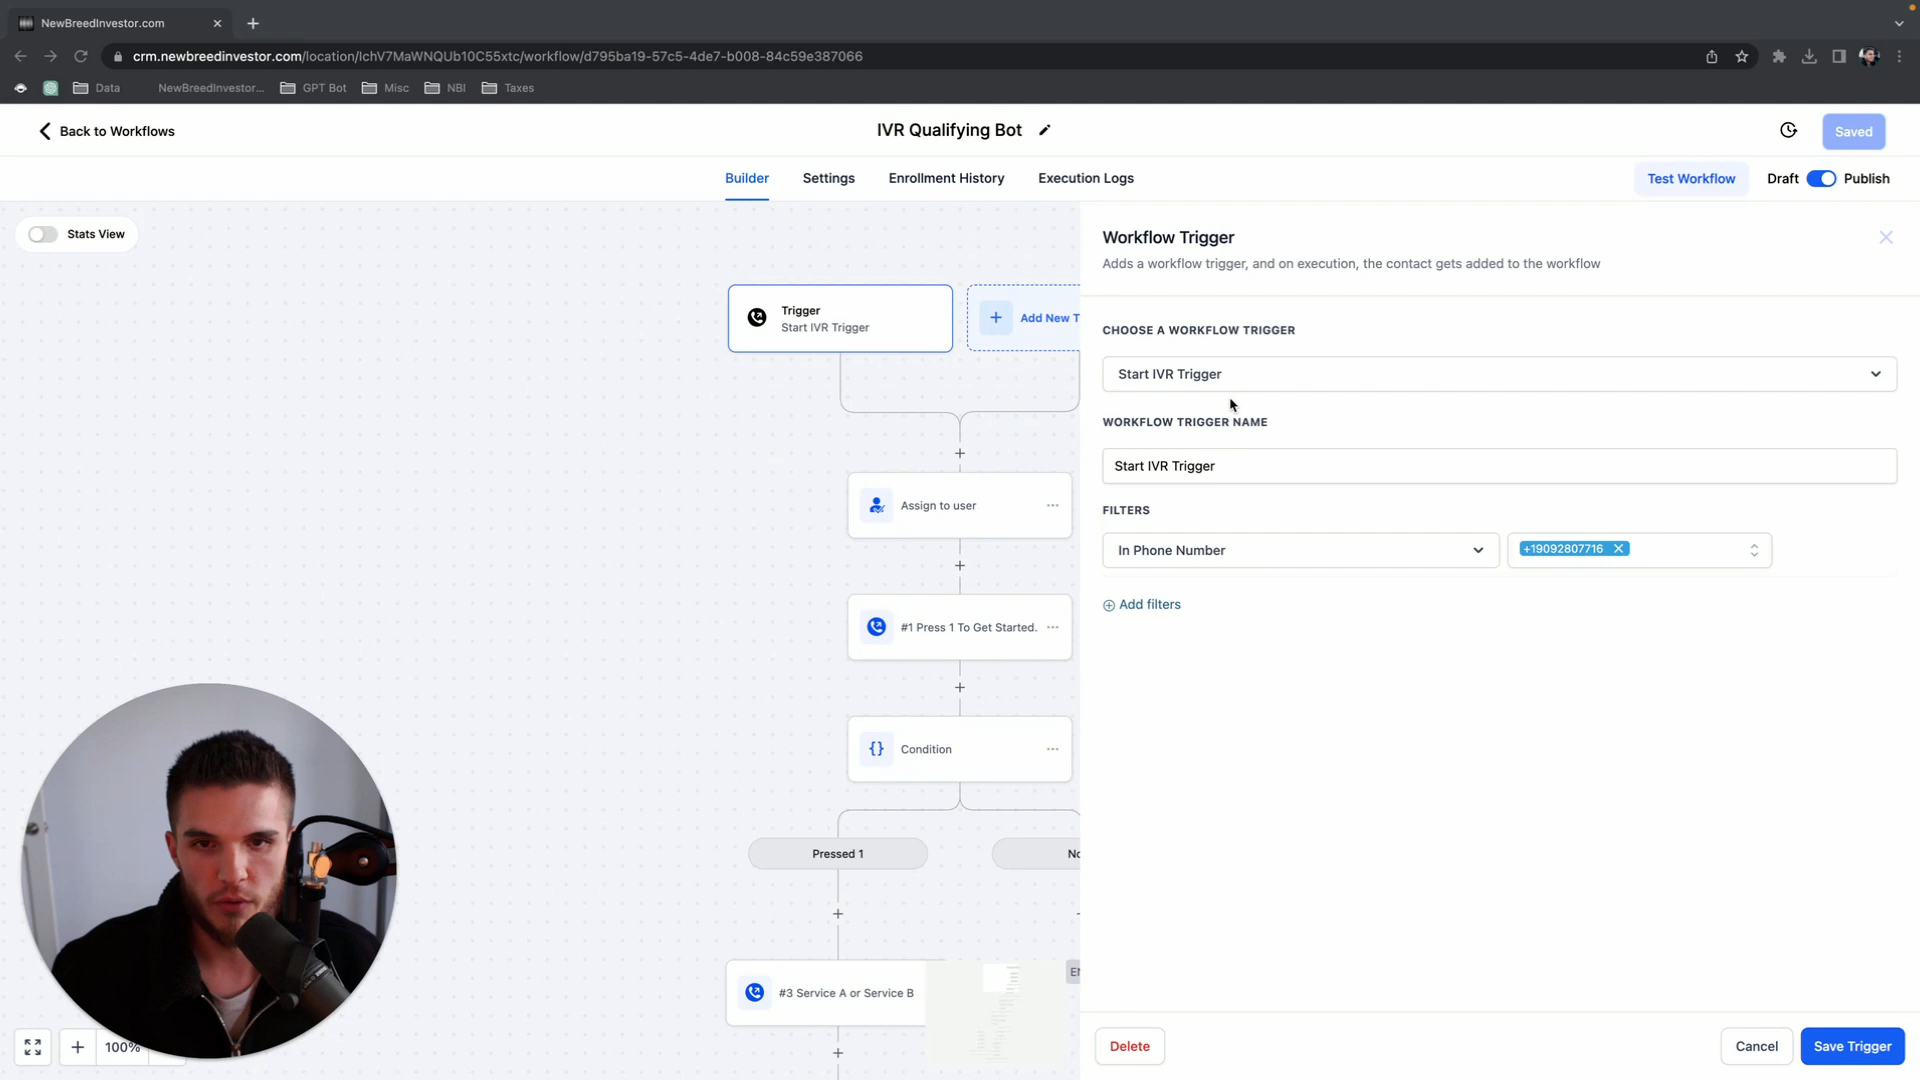 NewBreedInvestor.com
crm.newbreedinvestor.com/location/IchV7MaWNQUb10C55xtc/workflow/d795ba19-57c5-4de7-b008-84c59e387066
Data NewBreedInvestor... GPT Bot Misc NBI Taxes
Back to Workflows
IVR Qualifying Bot
Saved
Builder Settings Enrollment History Execution Logs
Test Workflow Draft Publish
Stats View
Trigger
Start IVR Trigger
Add New T
Assign to user
#1 Press 1 To Get Started.
Condition
Pressed 1
No
#3 Service A or Service B
EN
100%
Workflow Trigger
Adds a workflow trigger, and on execution, the contact gets added to the workflow
CHOOSE A WORKFLOW TRIGGER
Start IVR Trigger
WORKFLOW TRIGGER NAME
Start IVR Trigger
FILTERS
In Phone Number
+19092807716
Add filters
Delete
Cancel
Save Trigger